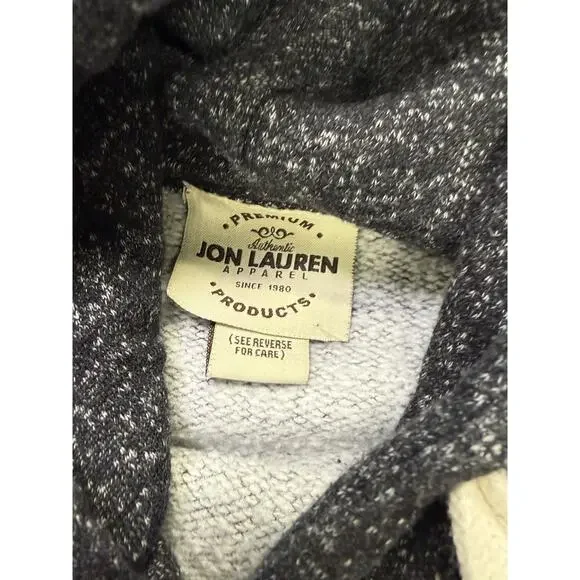 • PREMIUM •
Authentic
JON LAUREN
APPAREL
SINCE 1980
• PRODUCTS •
(SEE REVERSE
FOR CARE)